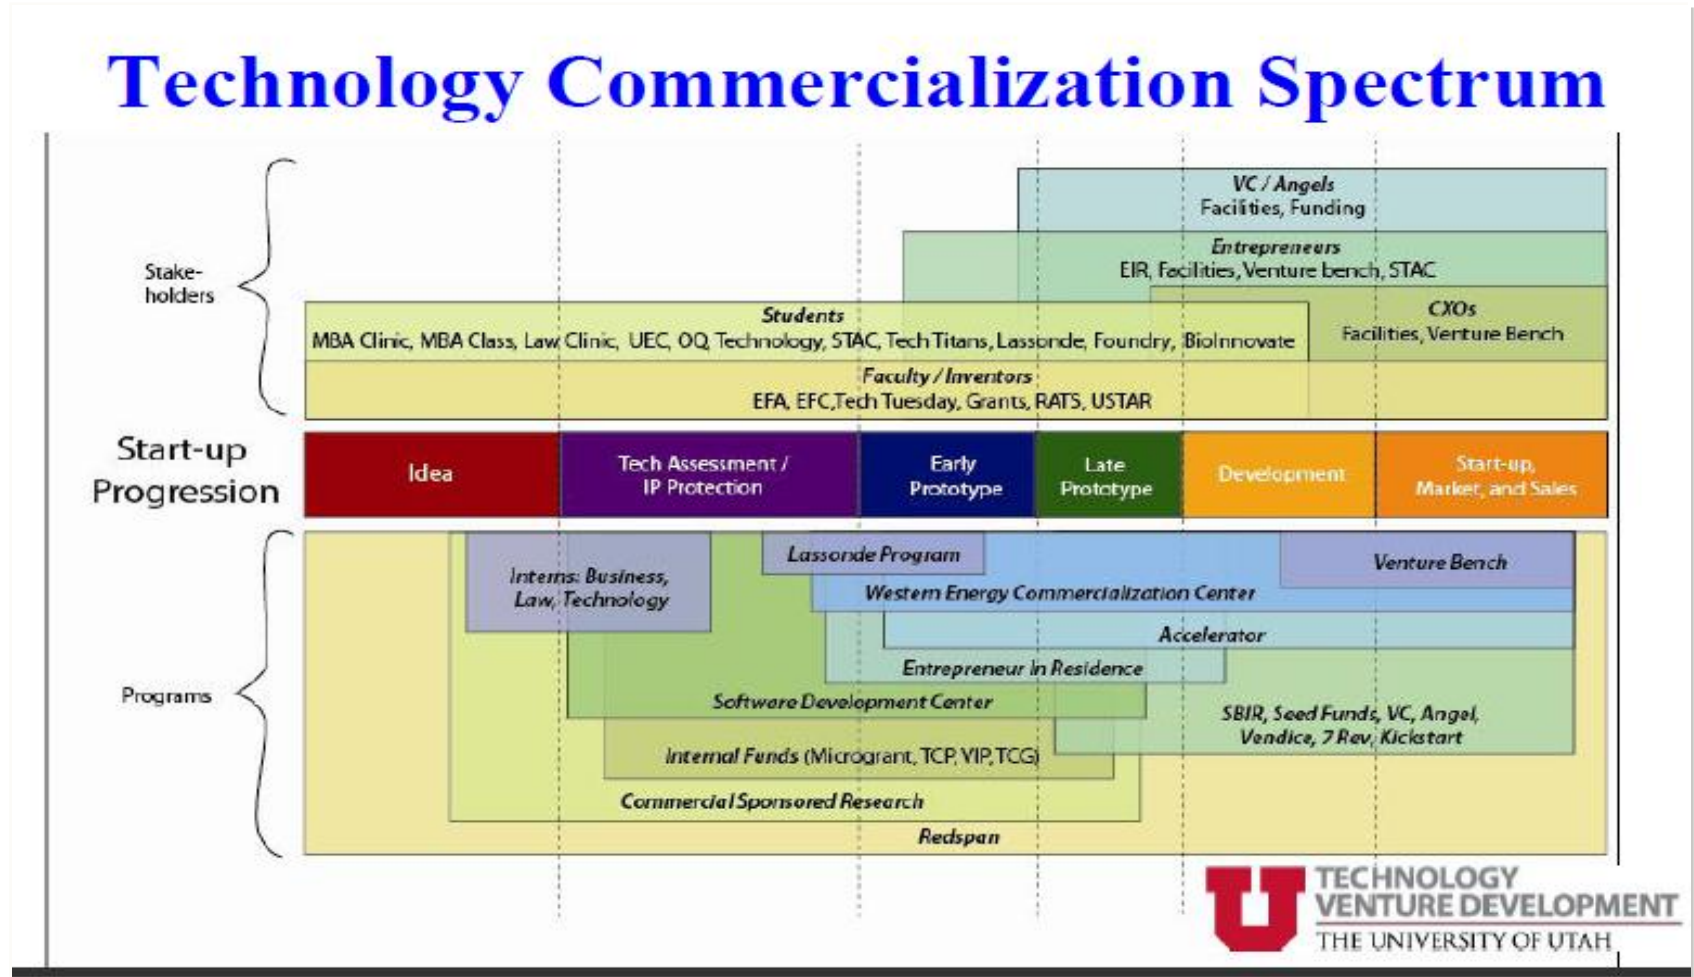 Technology Commercialization Spectrum
VC / Angels
Facilities, Funding
Entrepreneurs
EIR, Facilities, Venture bench, STAC
Stake-
holders
CXOs
Facilities, Venture Bench
Students
MBA Clinic, MBA Class, Law Clinic, UEC, OQ Technology, STAC, Tech Titans, Lassonde, Foundry, BioInnovate
Faculty / Inventors
EFA, EFC,Tech Tuesday, Grants, RATS, USTAR
Start-up
Progression
Idea
Tech Assessment /
IP Protection
Early
Prototype
Late
Prototype
Development
Start-up,
Market, and Sales
Programs
Interns: Business,
Law, Technology
Lassonde Program
Venture Bench
Western Energy Commercialization Center
Accelerator
Entrepreneur in Residence
Software Development Center
SBIR, Seed Funds, VC, Angel,
Vendice, 7 Rev, Kickstart
Internal Funds (Microgrant, TCP, VIP, TCG)
Commercial Sponsored Research
Redspan
U
TECHNOLOGY
VENTURE DEVELOPMENT
THE UNIVERSITY OF UTAH